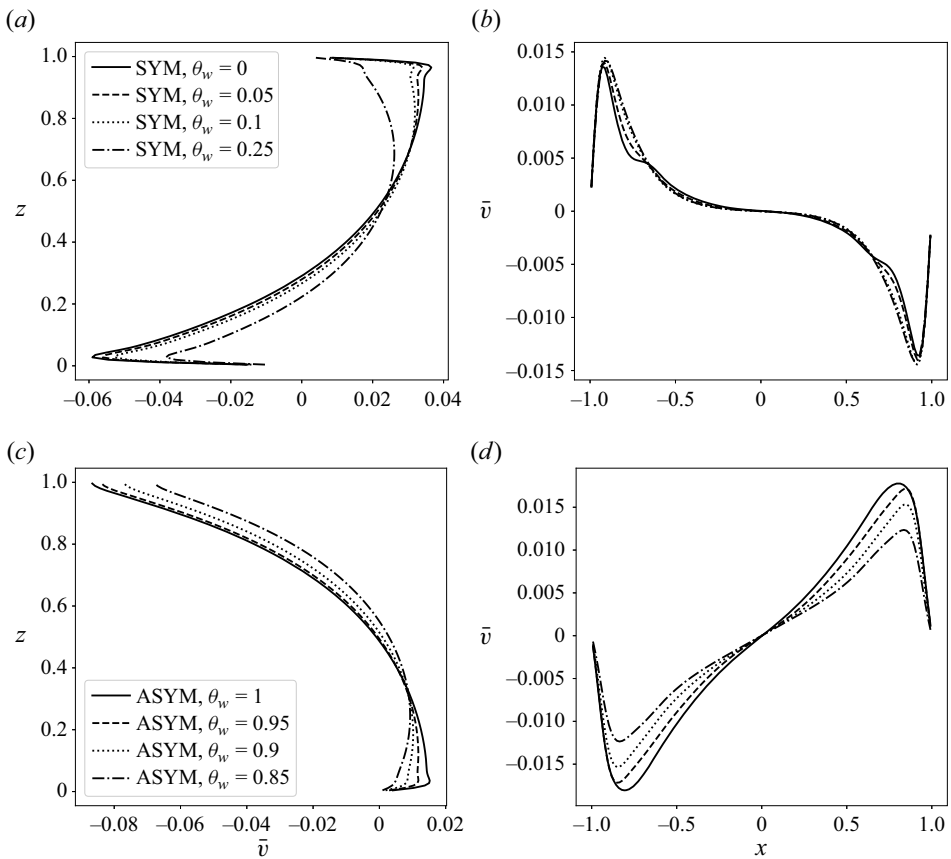 (a)
1.0
0.8
0.6
z
0.4
0.2
0
SYM, θw = 0
SYM, θw = 0.05
SYM, θw = 0.1
SYM, θw = 0.25
−0.06 −0.04 −0.02 0 0.02 0.04
(b)
0.015
0.010
0.005
v̄ 0
−0.005
−0.010
−0.015
−1.0 −0.5 0 0.5 1.0
(c)
1.0
0.8
0.6
z
0.4
0.2
0
ASYM, θw = 1
ASYM, θw = 0.95
ASYM, θw = 0.9
ASYM, θw = 0.85
−0.08 −0.06 −0.04 −0.02 0 0.02
v̄
(d)
0.015
0.010
0.005
v̄ 0
−0.005
−0.010
−0.015
−1.0 −0.5 0 0.5 1.0
x